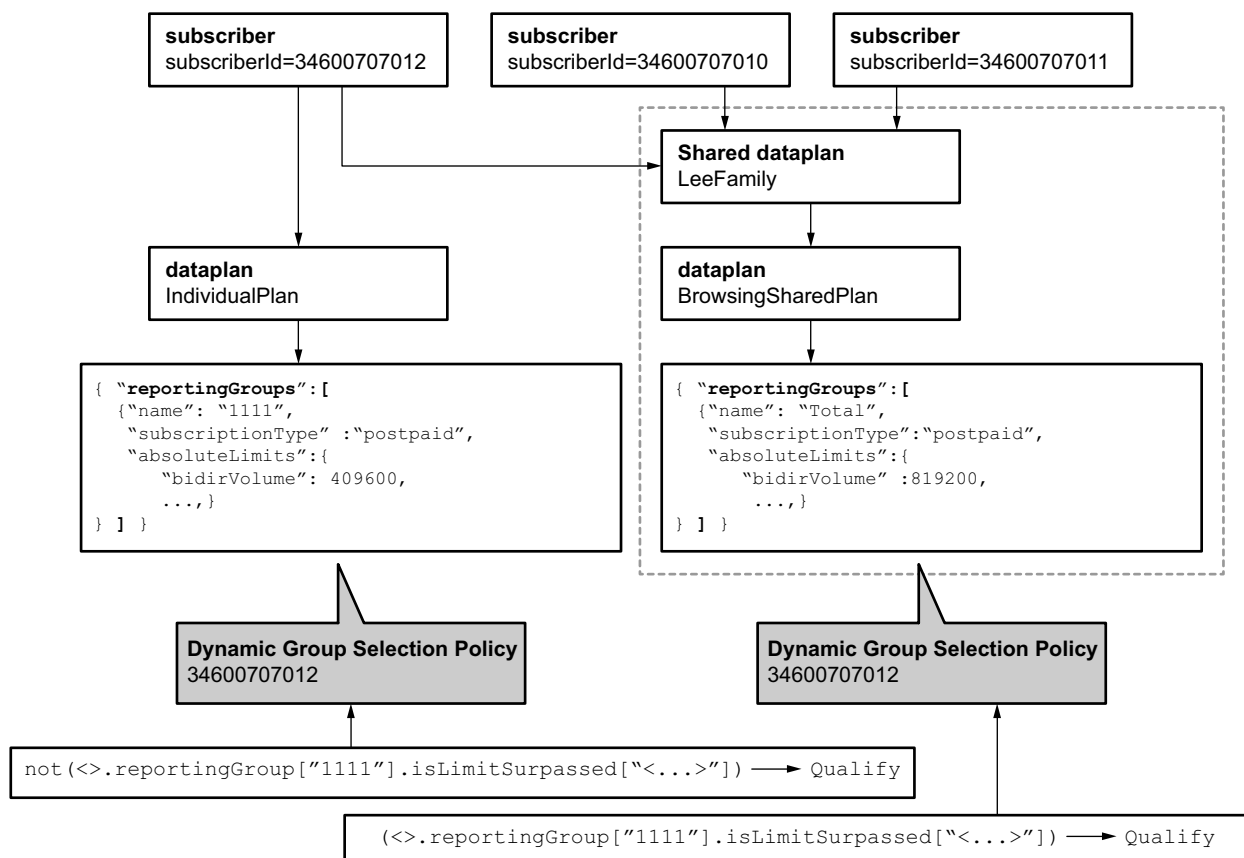 subscriber
subscriberId=34600707012
subscriber
subscriberId=34600707010
subscriber
subscriberId=34600707011
Shared dataplan
LeeFamily
dataplan
IndividualPlan
dataplan
BrowsingSharedPlan
{ “reportingGroups”:[
{“name”: “1111”,
“subscriptionType” :“postpaid”,
“absoluteLimits”:{
“bidirVolume”: 409600,
...,}
} ] }
{ “reportingGroups”:[
{“name”: “Total”,
“subscriptionType”:“postpaid”,
“absoluteLimits”:{
“bidirVolume” :819200,
...,}
} ] }
Dynamic Group Selection Policy
34600707012
Dynamic Group Selection Policy
34600707012
not(<>.reportingGroup[”1111”].isLimitSurpassed[“<...>”]) → Qualify
(<>.reportingGroup[”1111”].isLimitSurpassed[“<...>”]) → Qualify